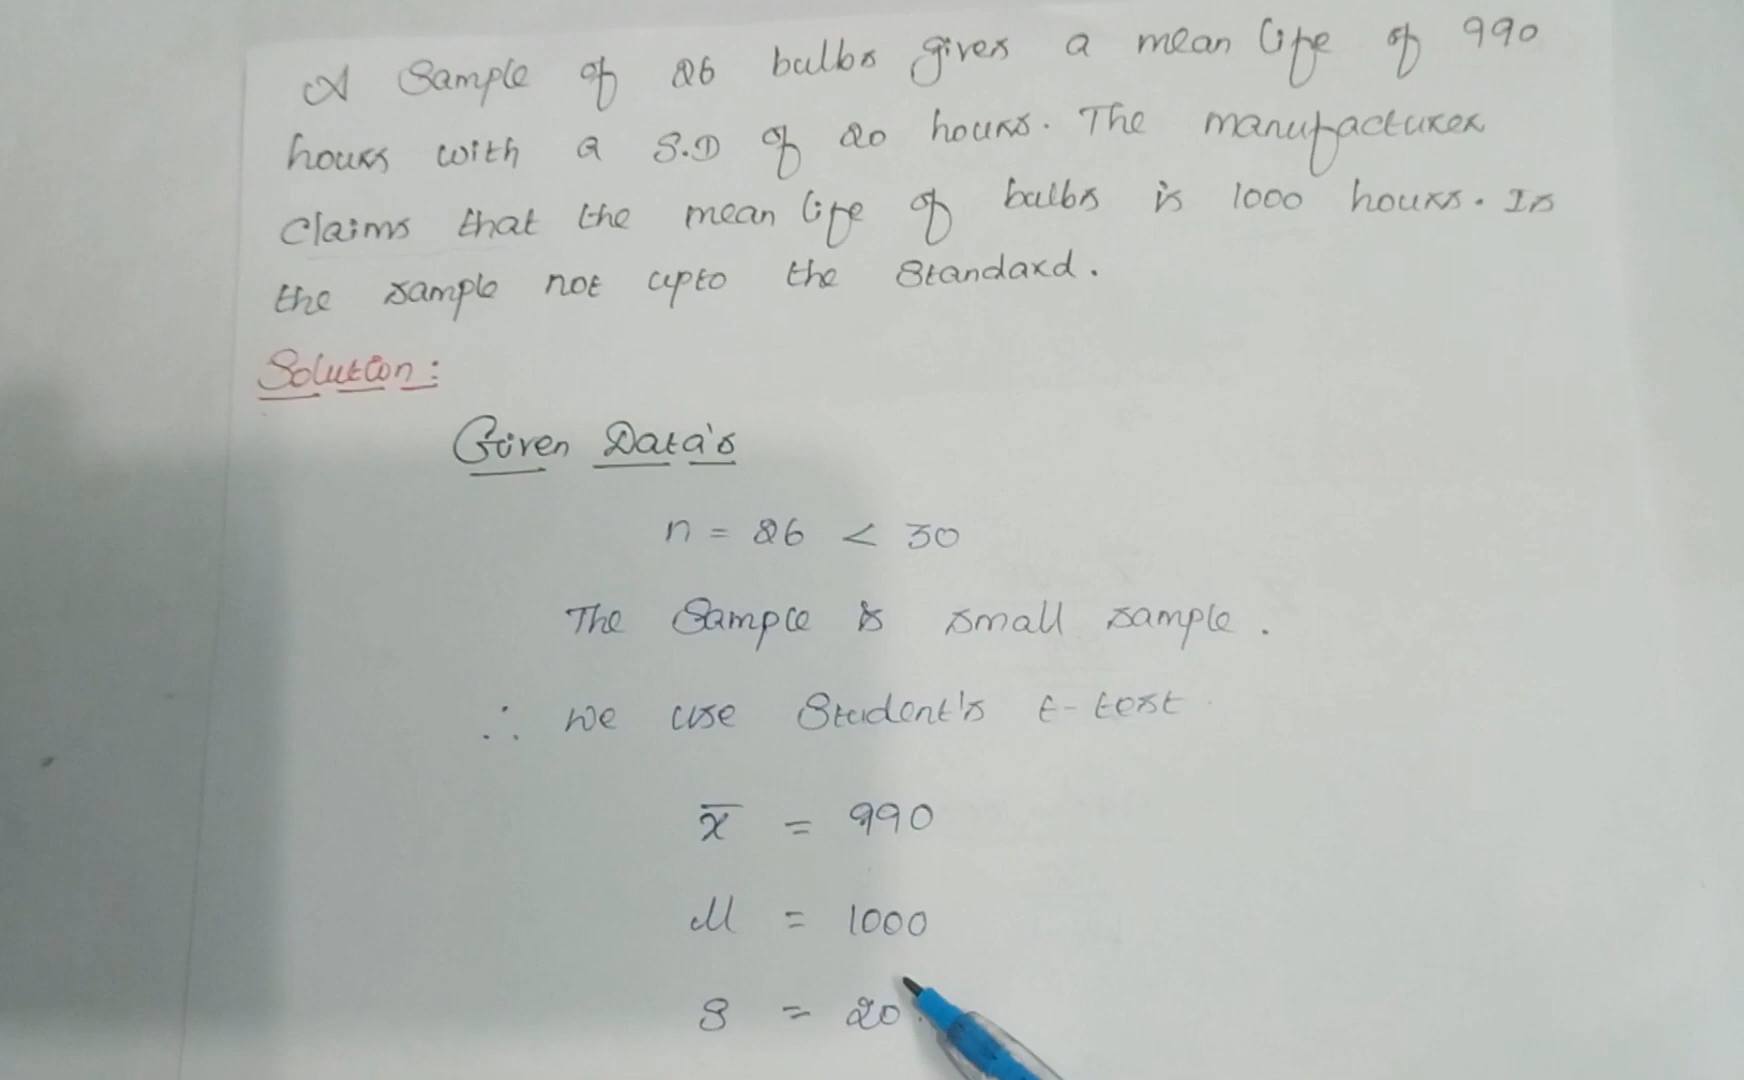 A Sample of 26 bulbs gives a mean life of 990
hours with a S.D of 20 hours. The manufacturer
claims that the mean life of bulbs is 1000 hours. Is
the sample not upto the Standard.
Solution:
Given Data's
n = 26 < 30
The Sample is small sample.
∴ we use Student's t-test
x̅ = 990
μ = 1000
S = 20